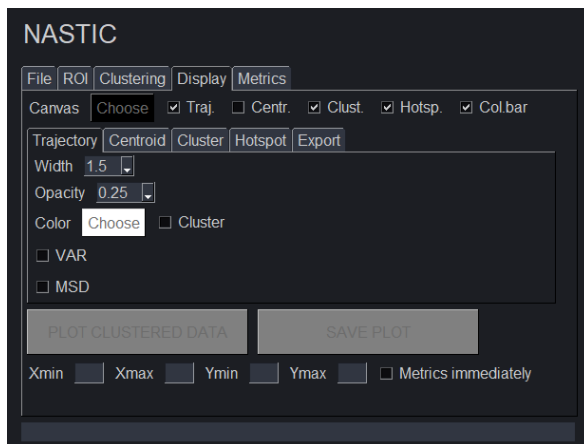 NASTIC
File ROI Clustering Display Metrics
Canvas Choose Traj. Centr. Clust. Hotsp. Col.bar
Trajectory Centroid Cluster Hotspot Export
Width 1.5
Opacity 0.25
Color Choose Cluster
VAR
MSD
PLOT CLUSTERED DATA SAVE PLOT
Xmin Xmax Ymin Ymax Metrics immediately